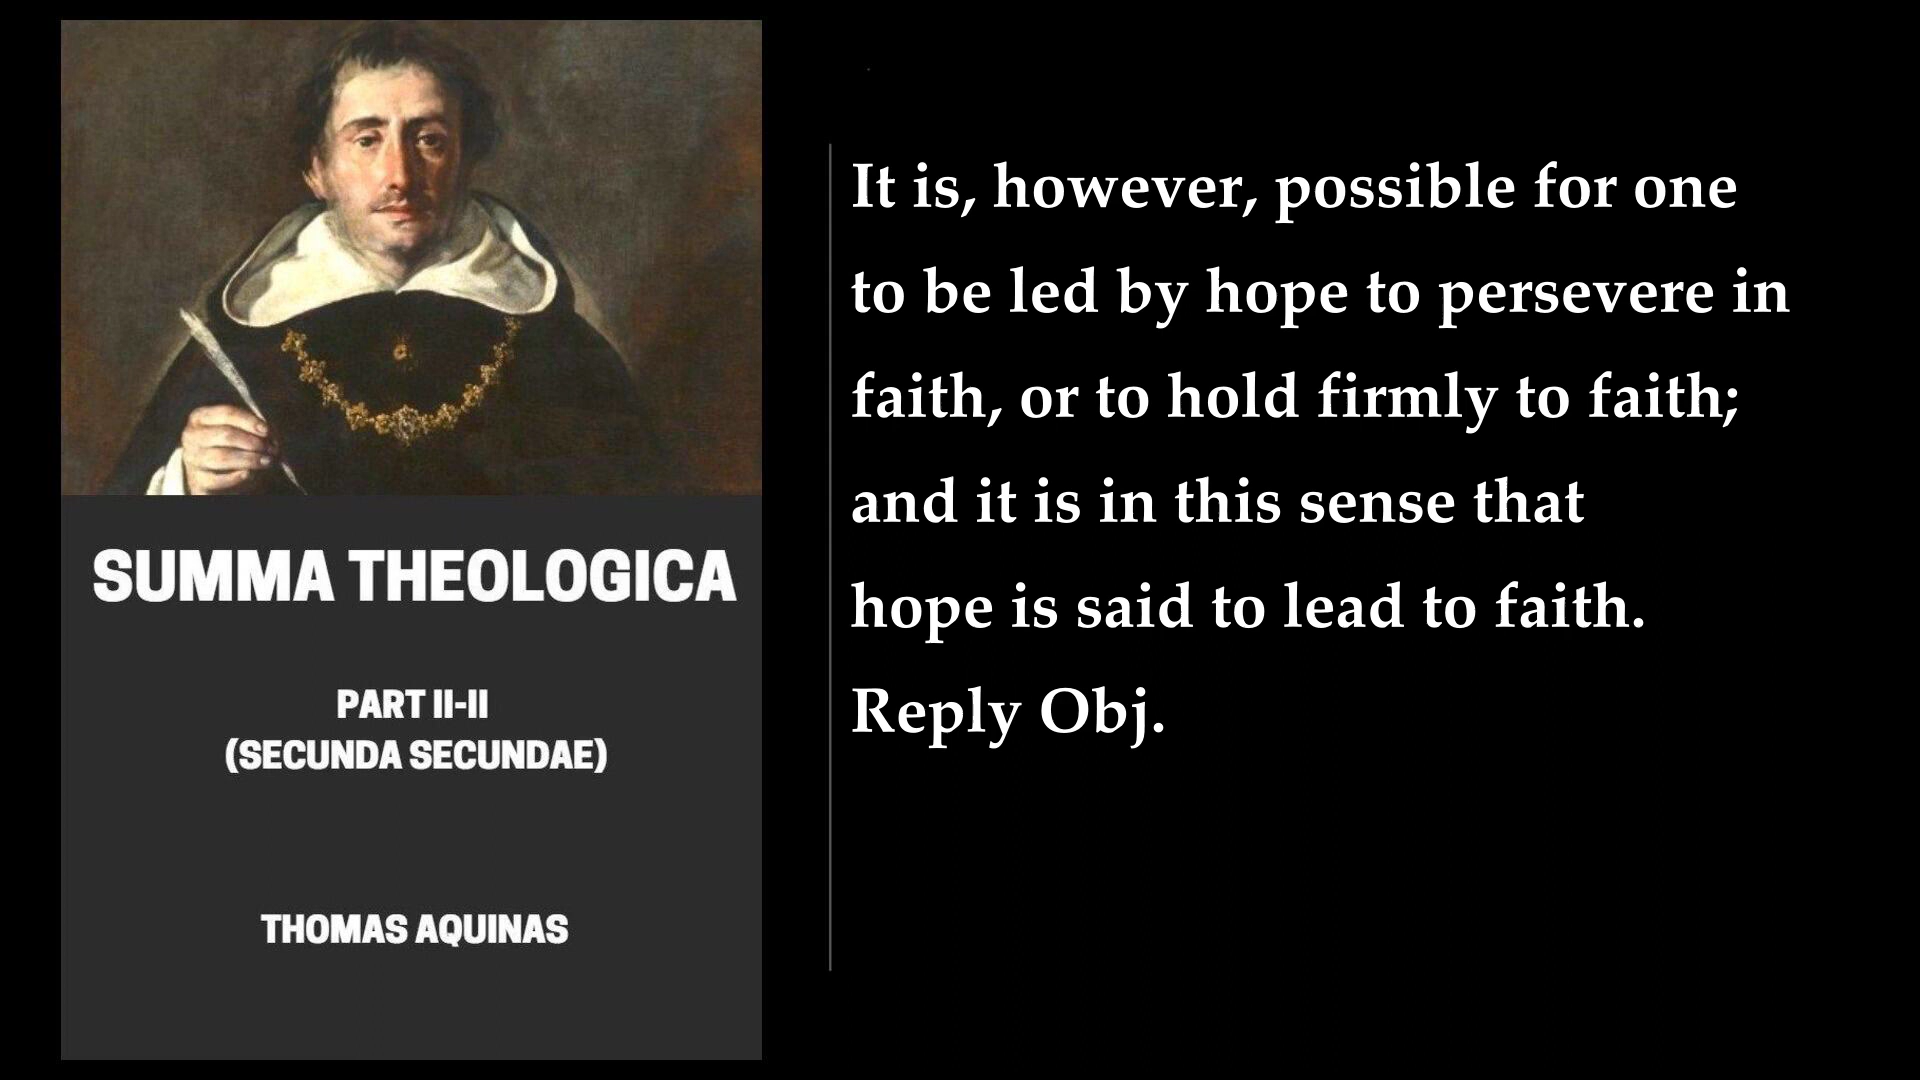 SUMMA THEOLOGICA
PART II-II
(SECUNDA SECUNDAE)
THOMAS AQUINAS
It is, however, possible for one
to be led by hope to persevere in
faith, or to hold firmly to faith;
and it is in this sense that
hope is said to lead to faith.
Reply Obj.